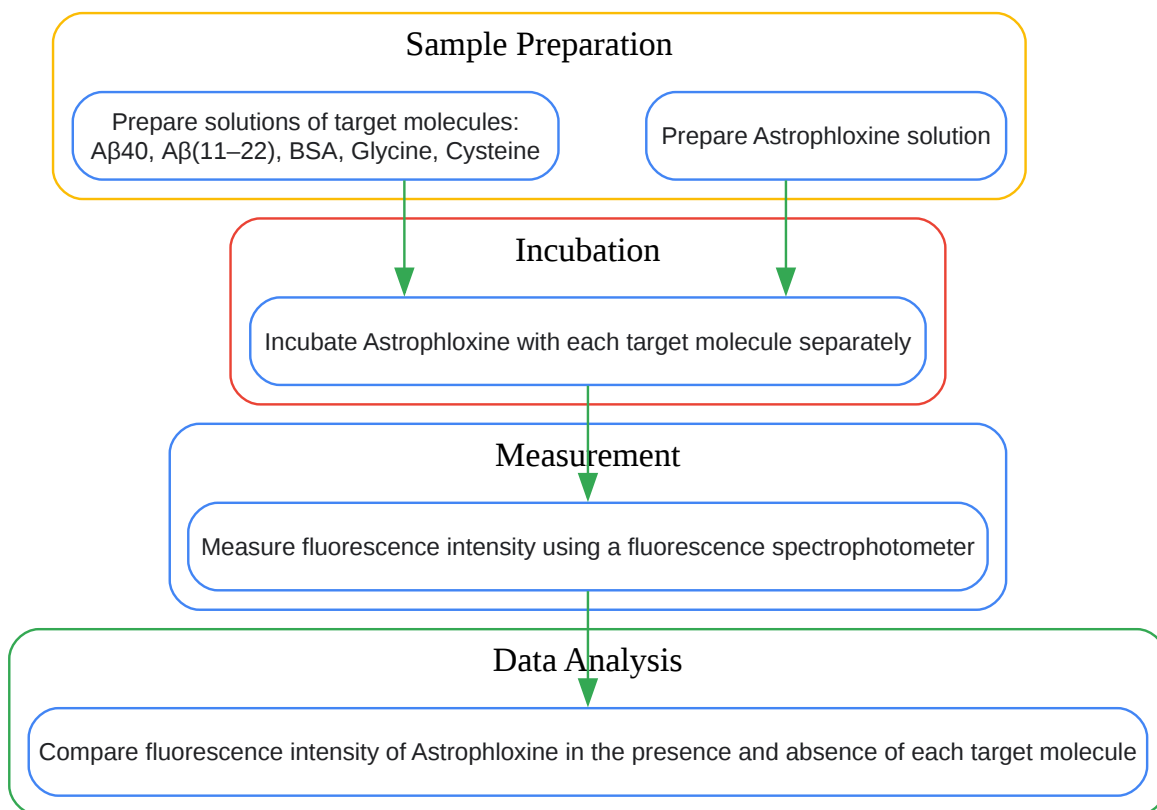 Sample Preparation
Prepare solutions of target molecules:
Aβ40, Aβ(11–22), BSA, Glycine, Cysteine
Prepare Astrophloxine solution
Incubation
Incubate Astrophloxine with each target molecule separately
Measurement
Measure fluorescence intensity using a fluorescence spectrophotometer
Data Analysis
Compare fluorescence intensity of Astrophloxine in the presence and absence of each target molecule